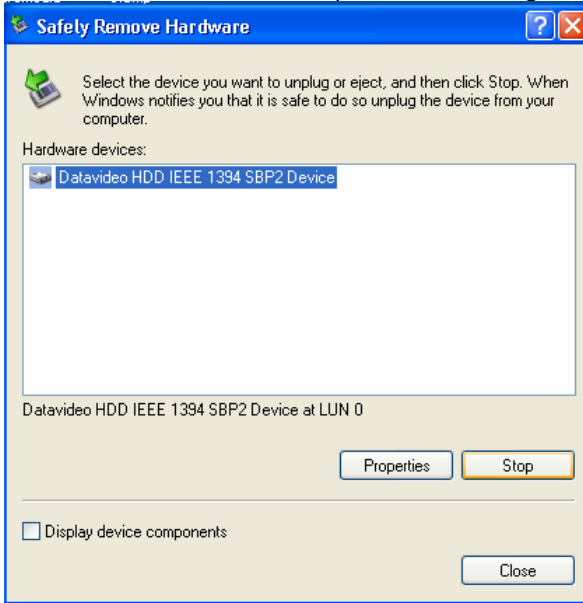 Safely Remove Hardware
Select the device you want to unplug or eject, and then click Stop. When
Windows notifies you that it is safe to do so unplug the device from your
computer.
Hardware devices:
Datavideo HDD IEEE 1394 SBP2 Device
Datavideo HDD IEEE 1394 SBP2 Device at LUN 0
Properties Stop
Display device components
Close